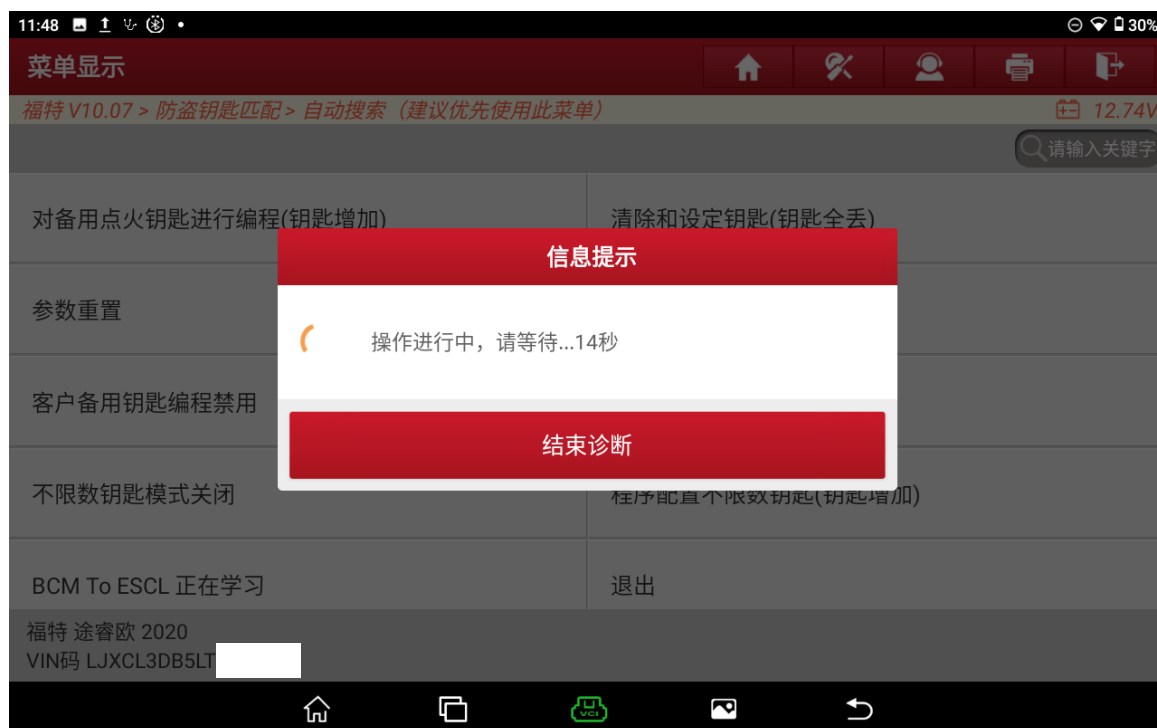 11:48
30%
菜单显示
福特 V10.07 > 防盗钥匙匹配 > 自动搜索（建议优先使用此菜单）
12.74V
请输入关键字
对备用点火钥匙进行编程(钥匙增加)
清除和设定钥匙(钥匙全丢)
信息提示
参数重置
操作进行中，请等待...14秒
客户备用钥匙编程禁用
结束诊断
不限数钥匙模式关闭
程序配置不限数钥匙(钥匙增加)
BCM To ESCL 正在学习
退出
福特 途睿欧 2020
VIN码 LJXCL3DB5LT
VCI